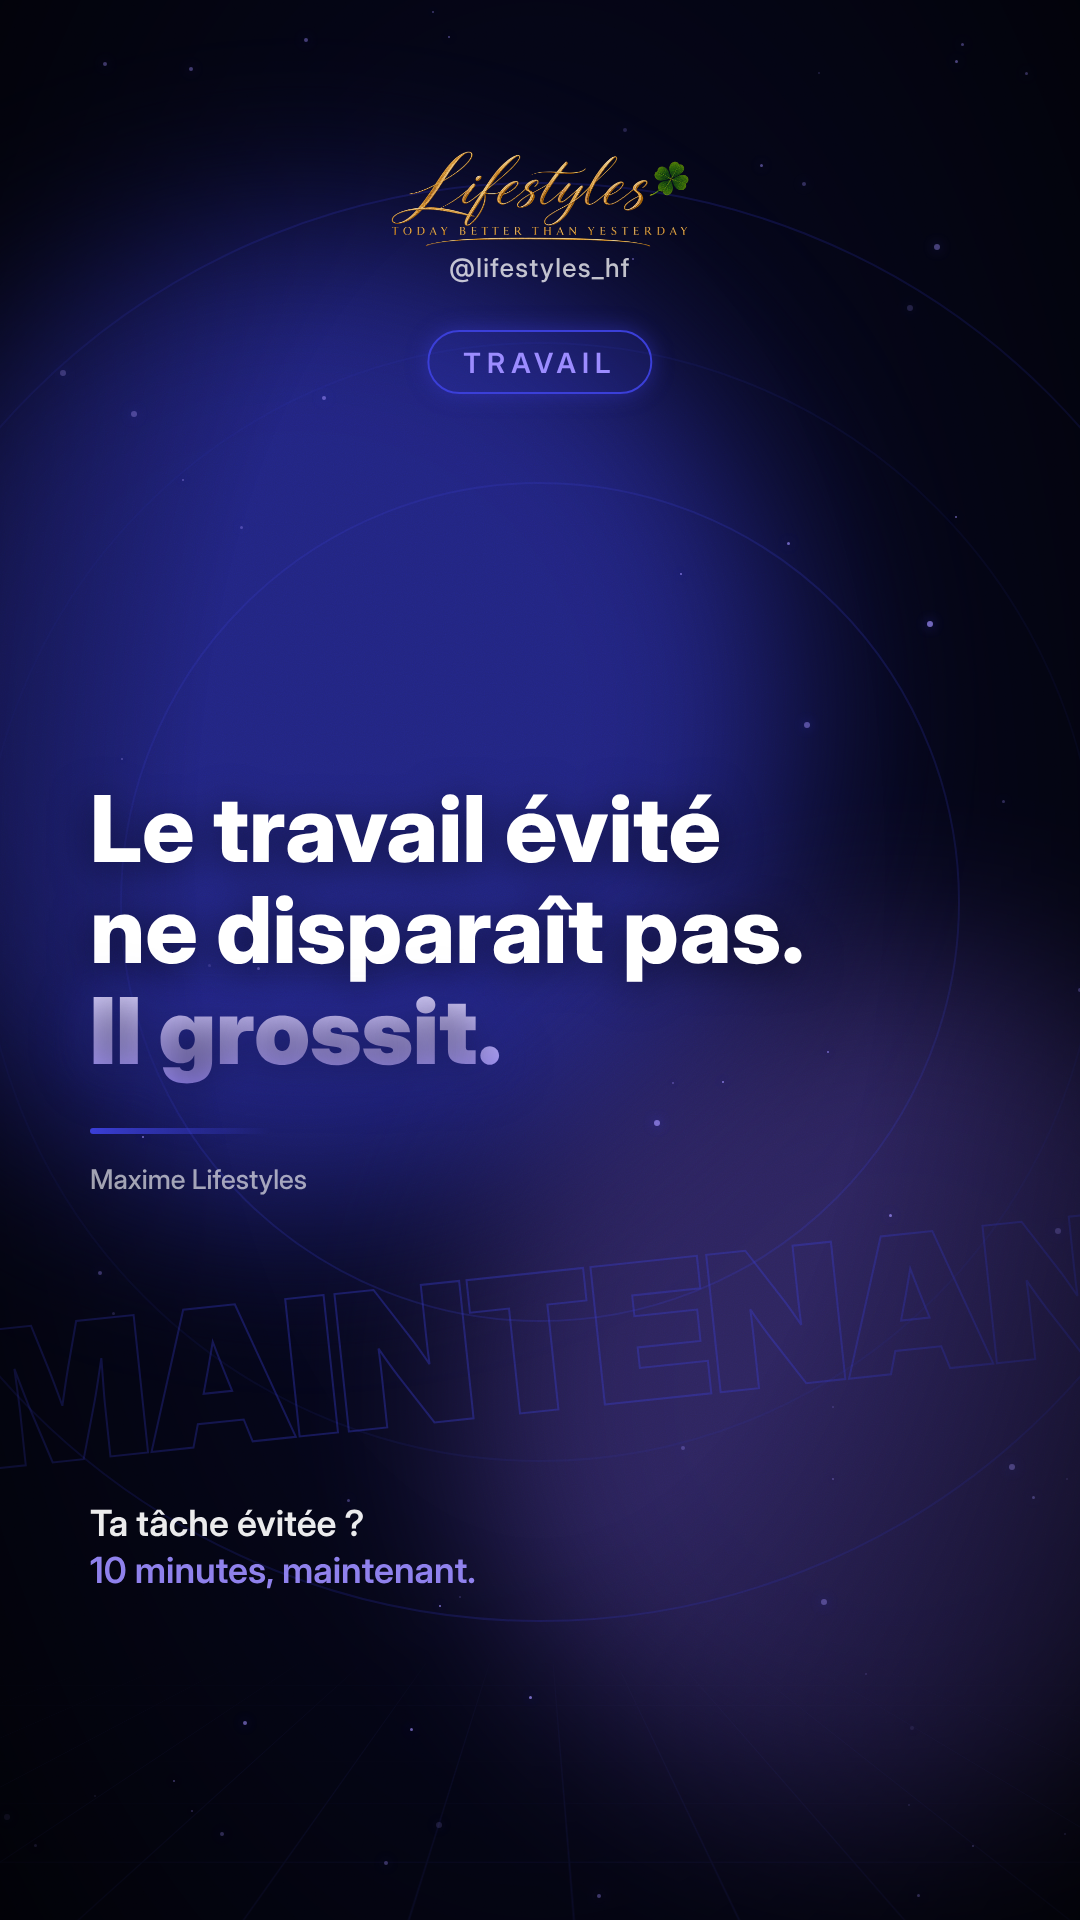 Lifestyles
TODAY BETTER THAN YESTERDAY
@lifestyles_hf
TRAVAIL
Le travail évité
ne disparaît pas.
Il grossit.
Maxime Lifestyles
MAINTENAN
Ta tâche évitée ?
10 minutes, maintenant.